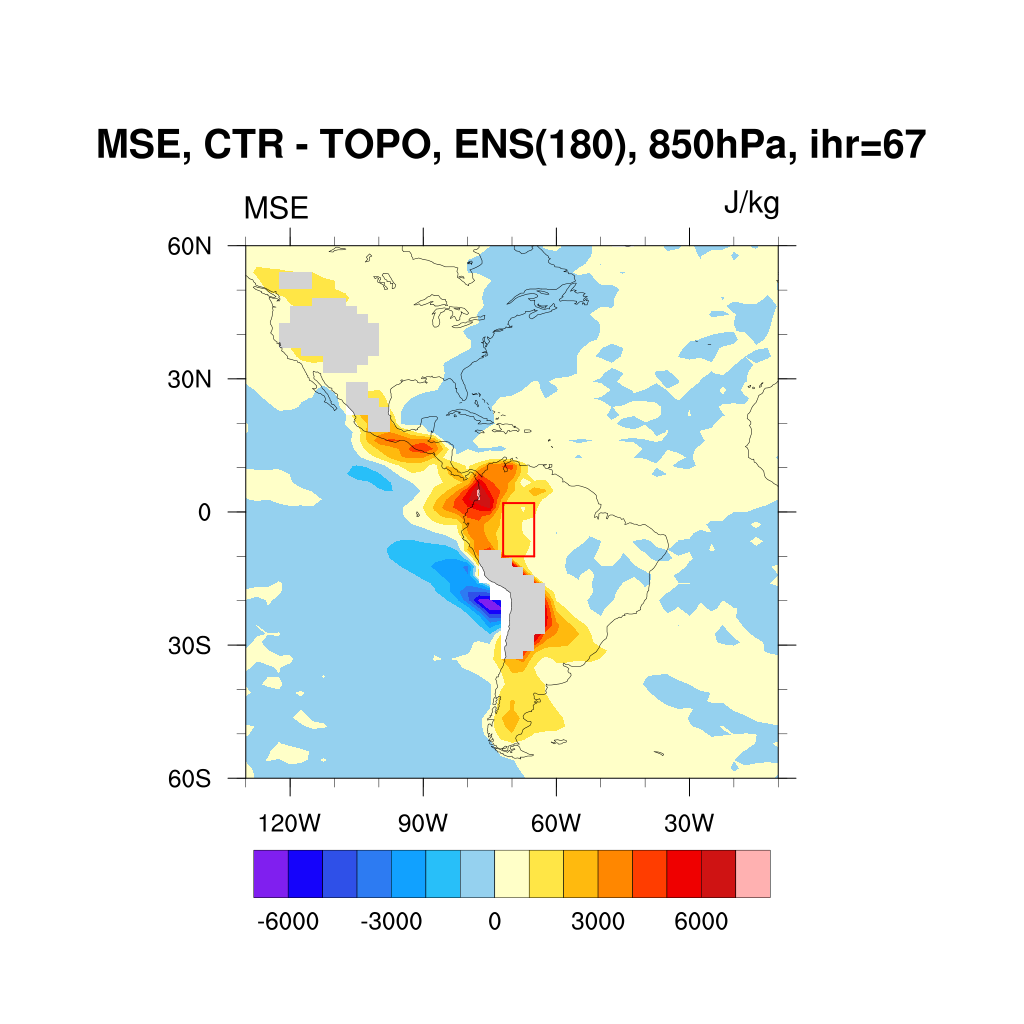 MSE, CTR - TOPO, ENS(180), 850hPa, ihr=67
MSE J/kg
60N
30N
0
30S
60S
120W 90W 60W 30W
-6000 -3000 0 3000 6000